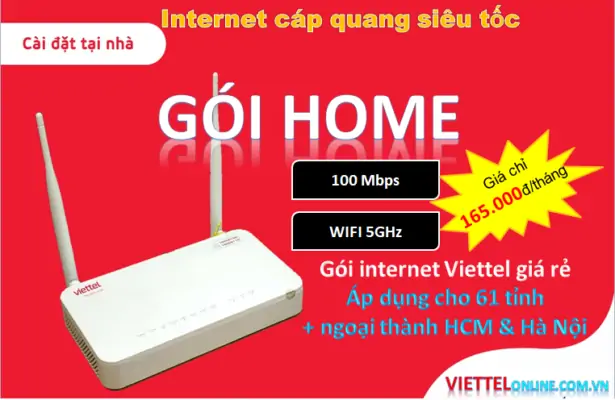 Internet cáp quang siêu tốc
Cài đặt tại nhà
GÓI HOME
100 Mbps
Giá chỉ
165.000đ/tháng
WIFI 5GHz
Gói internet Viettel giá rẻ
Áp dụng cho 61 tỉnh
+ ngoại thành HCM & Hà Nội
viettel
VIETTELONLINE.COM.VN